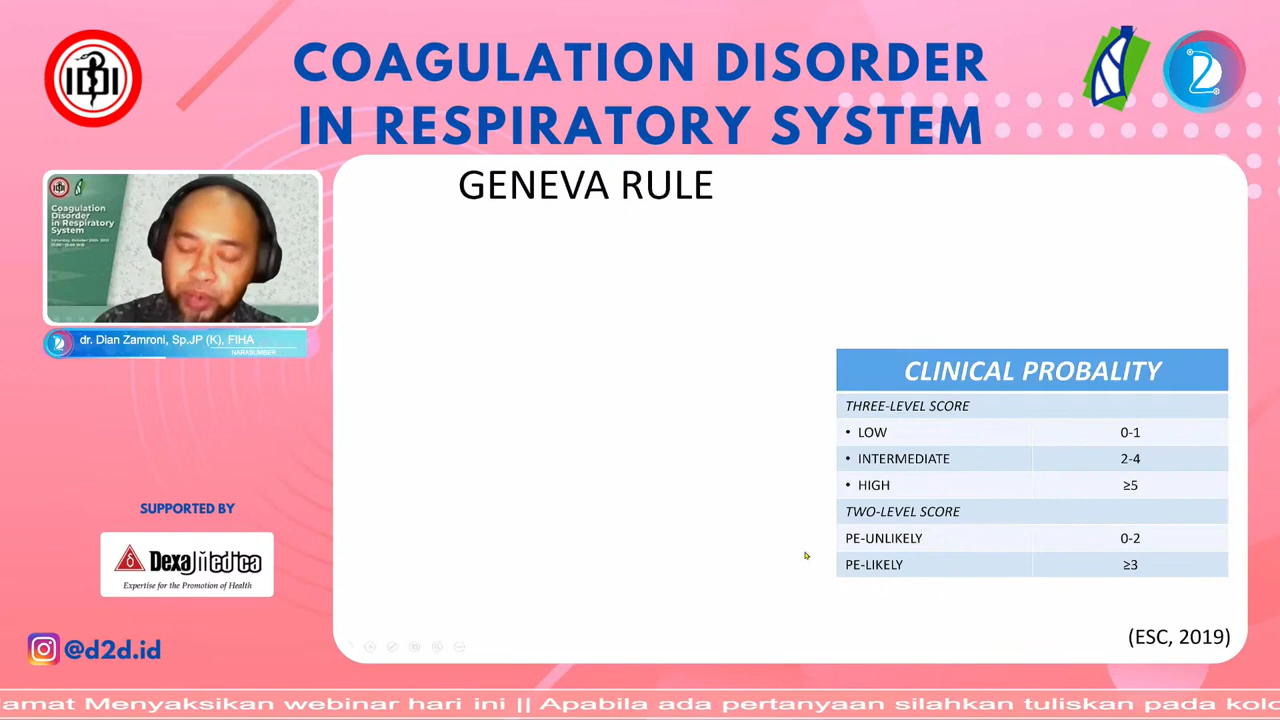 COAGULATION DISORDER
IN RESPIRATORY SYSTEM
IDI
GENEVA RULE
Coagulation
Disorder
in Respiratory
System
dr. Dian Zamroni, Sp.JP (K), FIHA
NARASUMBER
CLINICAL PROBALITY
THREE-LEVEL SCORE
• LOW 0-1
• INTERMEDIATE 2-4
• HIGH ≥5
TWO-LEVEL SCORE
PE-UNLIKELY 0-2
PE-LIKELY ≥3
(ESC, 2019)
SUPPORTED BY
Dexa Medica
Expertise for the Promotion of Health
@d2d.id
lamat Menyaksikan webinar hari ini || Apabila ada pertanyaan silahkan tuliskan pada kolo